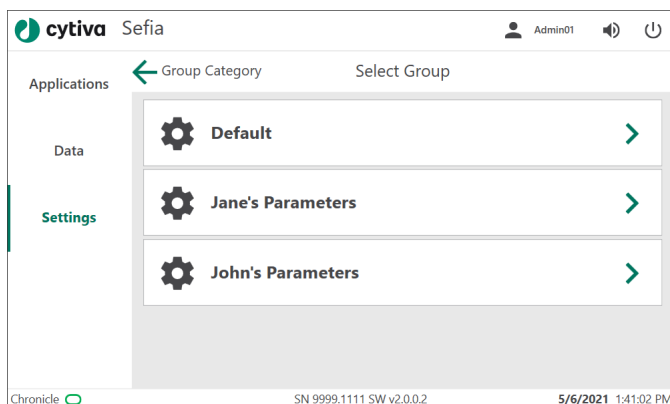 cytiva Sefia Admin01
Applications
Group Category Select Group
Default
Data
Jane's Parameters
Settings
John's Parameters
Chronicle SN 9999.1111 SW v2.0.0.2 5/6/2021 1:41:02 PM